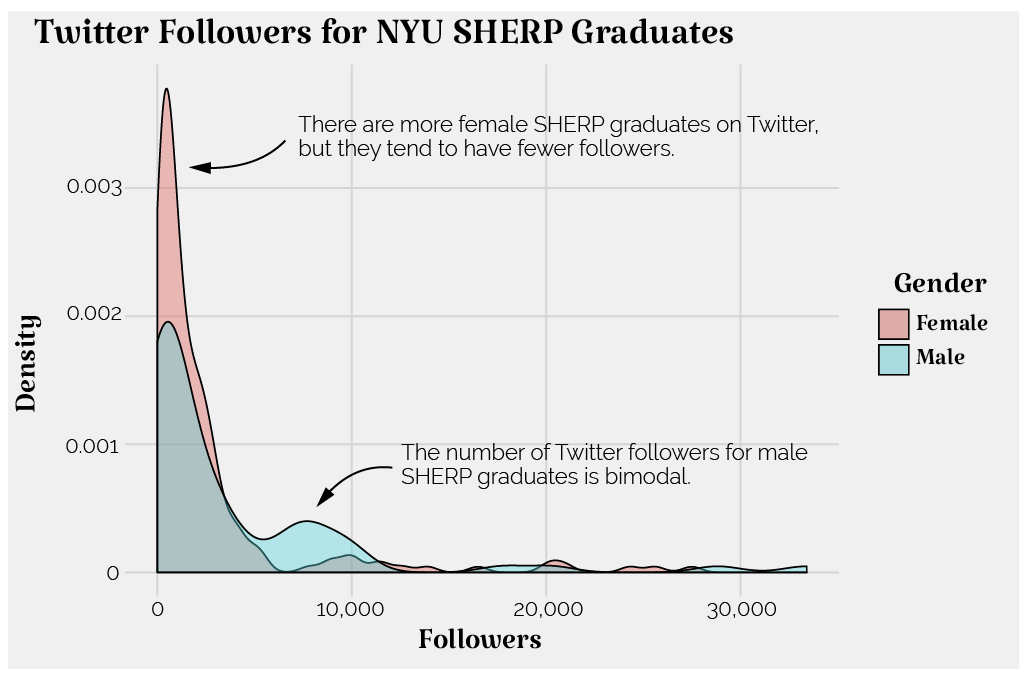 Twitter Followers for NYU SHERP Graduates
There are more female SHERP graduates on Twitter,
but they tend to have fewer followers.
0.003
0.002
0.001
0
Density
The number of Twitter followers for male
SHERP graduates is bimodal.
Gender
Female
Male
0
10,000
20,000
30,000
Followers